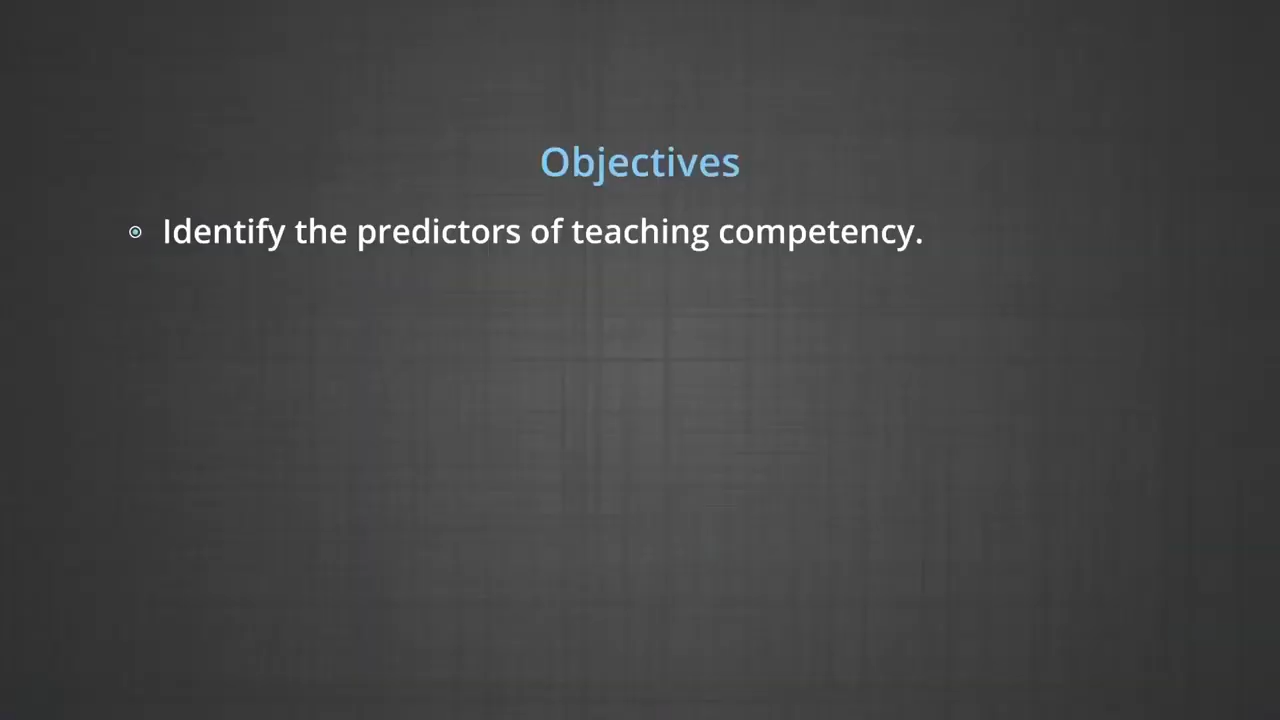 Objectives
Identify the predictors of teaching competency.